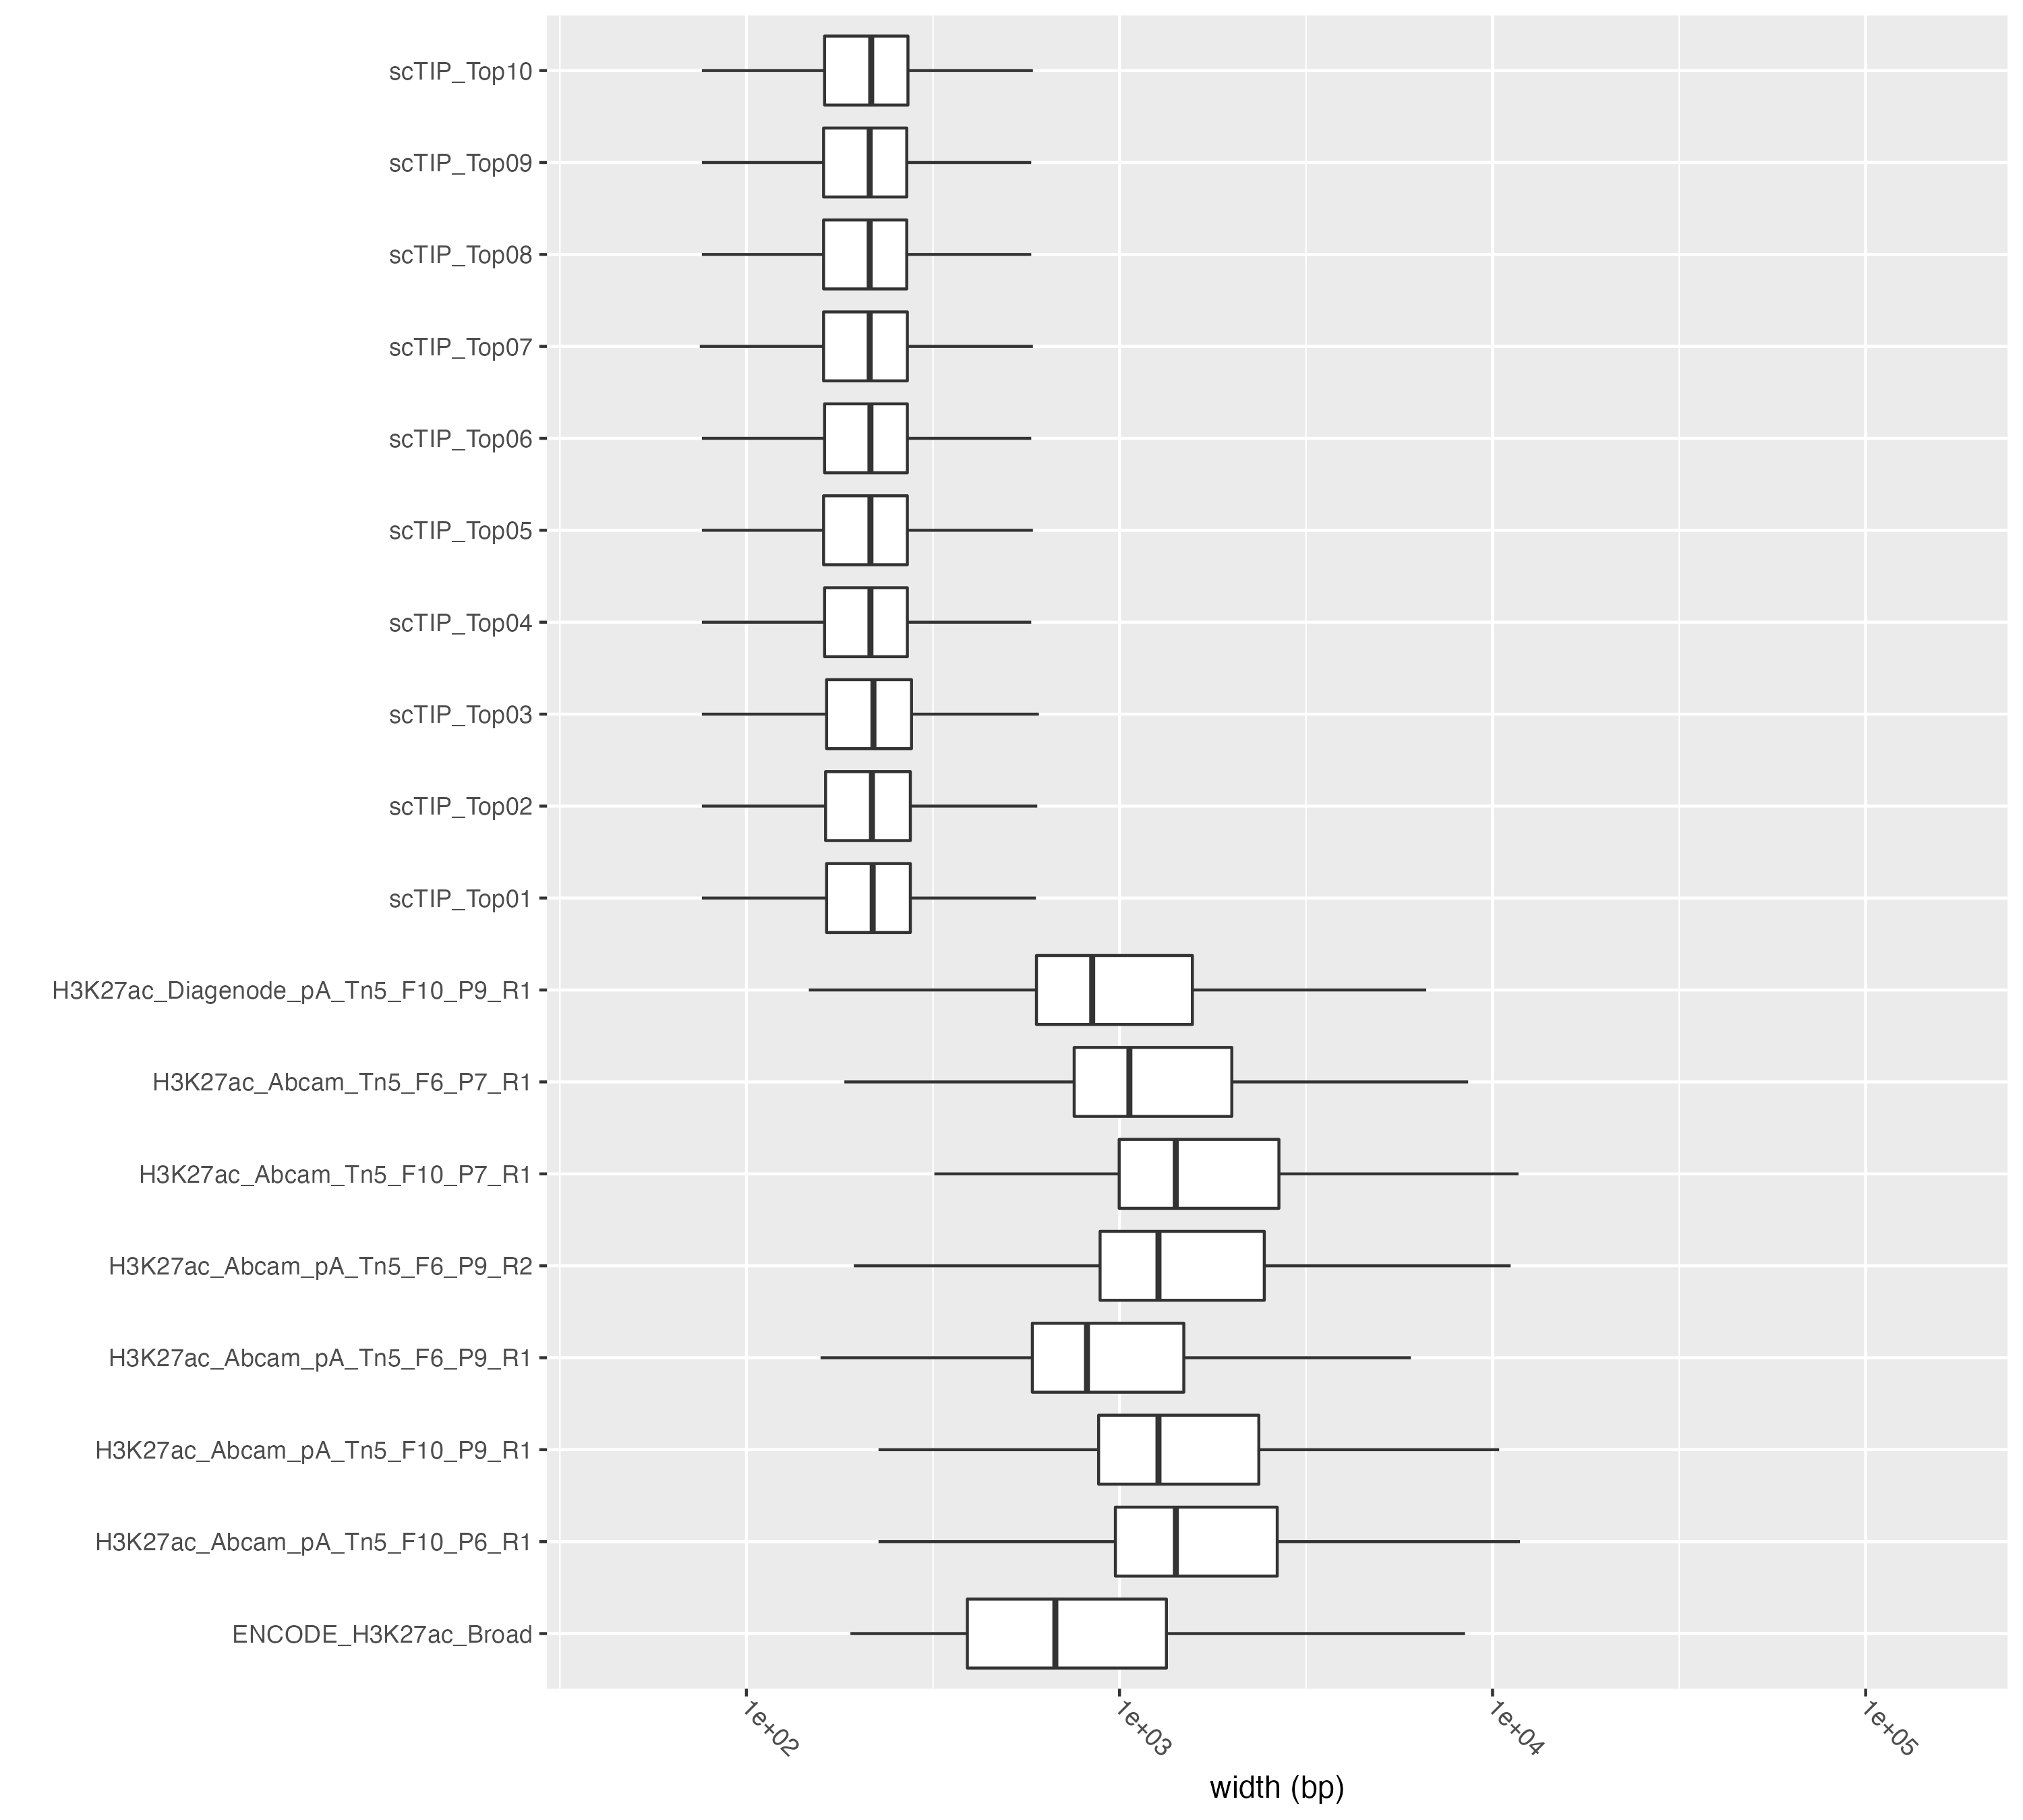 scTIP_Top10
scTIP_Top09
scTIP_Top08
scTIP_Top07
scTIP_Top06
scTIP_Top05
scTIP_Top04
scTIP_Top03
scTIP_Top02
scTIP_Top01
H3K27ac_Diagenode_pA_Tn5_F10_P9_R1
H3K27ac_Abcam_Tn5_F6_P7_R1
H3K27ac_Abcam_Tn5_F10_P7_R1
H3K27ac_Abcam_pA_Tn5_F6_P9_R2
H3K27ac_Abcam_pA_Tn5_F6_P9_R1
H3K27ac_Abcam_pA_Tn5_F10_P9_R1
H3K27ac_Abcam_pA_Tn5_F10_P6_R1
ENCODE_H3K27ac_Broad
1e+02
1e+03
1e+04
1e+05
width (bp)